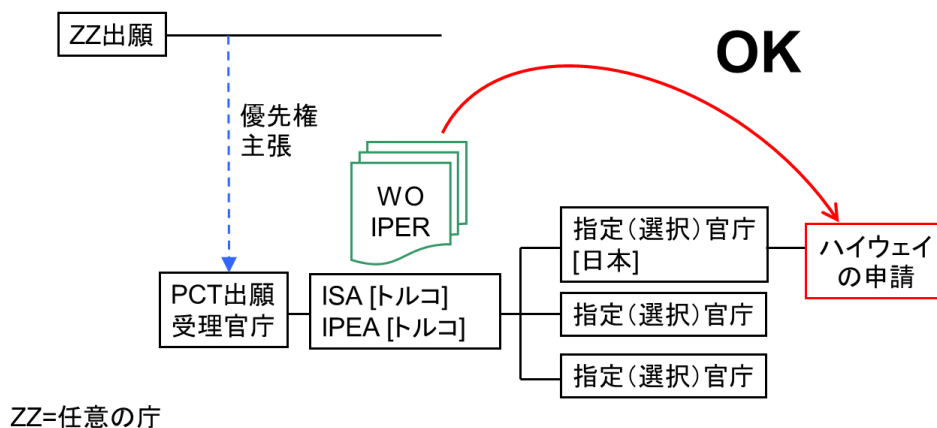 ZZ出願
OK
優先権
主張
WO
IPER
指定(選択)官庁
[日本]
ハイウェイ
の申請
PCT出願
受理官庁
ISA [トルコ]
IPEA [トルコ]
指定(選択)官庁
指定(選択)官庁
ZZ=任意の庁